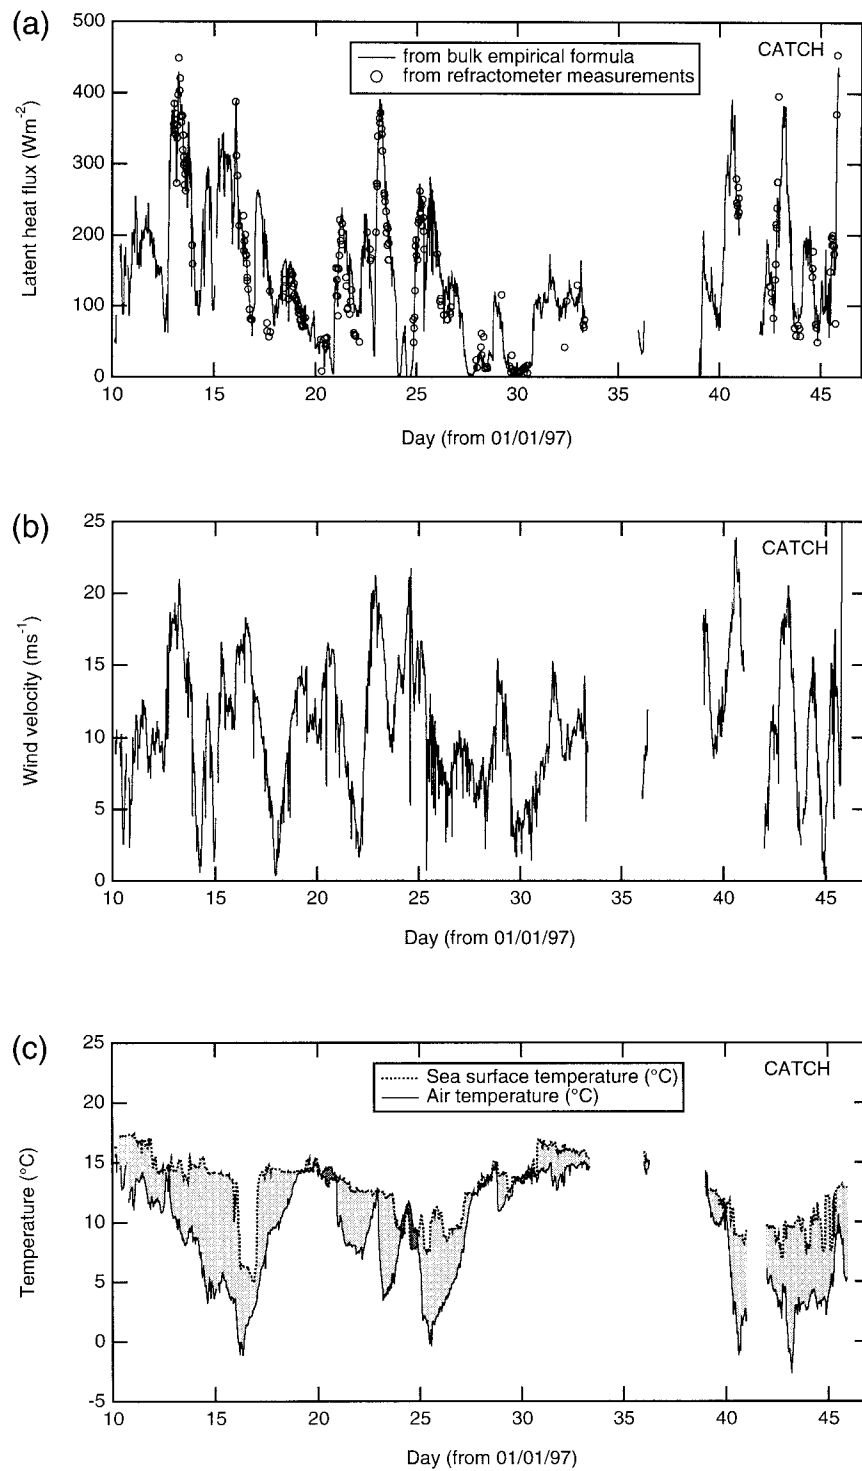 (a)
500
400
300
200
100
0
Latent heat flux (Wm-2)
from bulk empirical formula
from refractometer measurements
CATCH
10 15 20 25 30 35 40 45
Day (from 01/01/97)
(b)
25
20
15
10
5
0
Wind velocity (ms-1)
CATCH
10 15 20 25 30 35 40 45
Day (from 01/01/97)
(c)
25
20
15
10
5
0
-5
Temperature (°C)
Sea surface temperature (°C)
Air temperature (°C)
CATCH
10 15 20 25 30 35 40 45
Day (from 01/01/97)